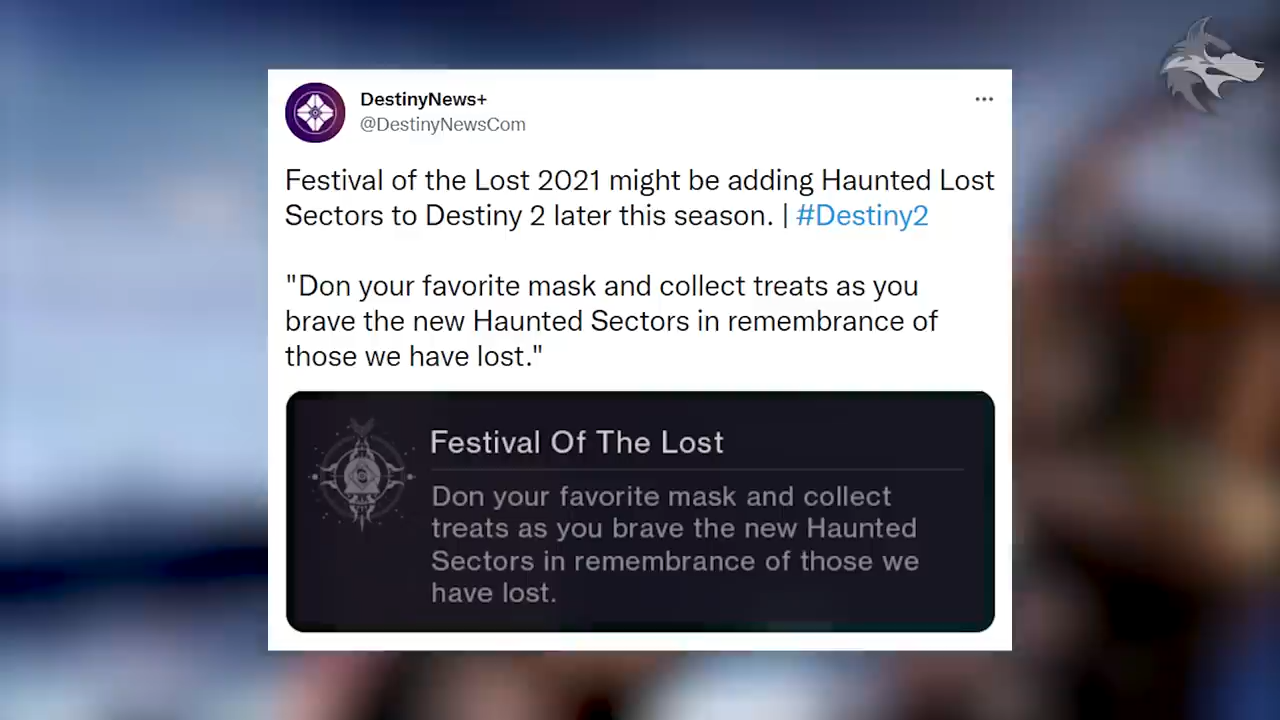 DestinyNews+
@DestinyNewsCom
Festival of the Lost 2021 might be adding Haunted Lost
Sectors to Destiny 2 later this season. | #Destiny2
"Don your favorite mask and collect treats as you
brave the new Haunted Sectors in remembrance of
those we have lost."
Festival Of The Lost
Don your favorite mask and collect
treats as you brave the new Haunted
Sectors in remembrance of those we
have lost.